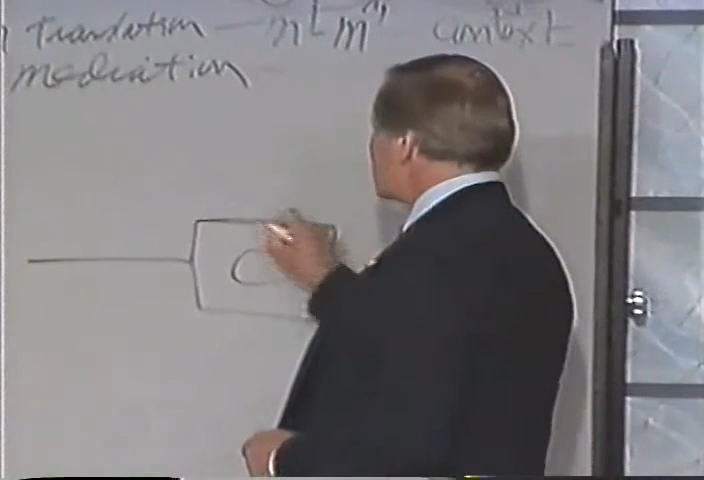 translation — context
mediation —